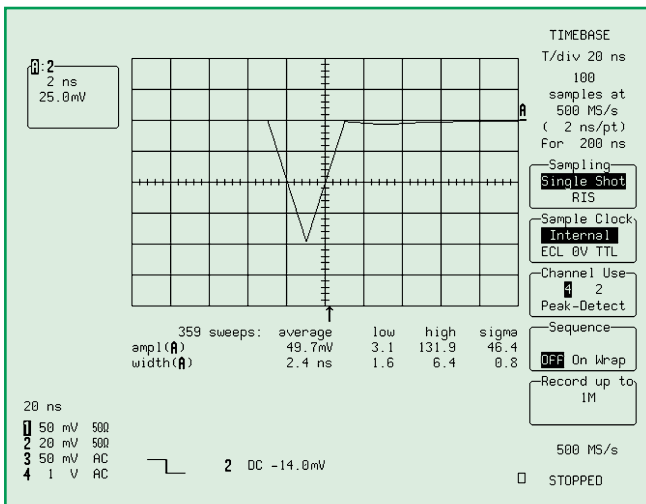 A:2
2 ns
25.0mV
A
TIMEBASE
T/div 20 ns
100
samples at
500 MS/s
( 2 ns/pt)
For 200 ns
Sampling
Single Shot
RIS
Sample Clock
Internal
ECL 0V TTL
Channel Use
4 2
Peak-Detect
Sequence
OFF On Wrap
Record up to
1M
359 sweeps: average low high sigma
ampl(A) 49.7mV 3.1 131.9 46.4
width(A) 2.4 ns 1.6 6.4 0.8
20 ns
1 50 mV 50Ω
2 20 mV 50Ω
3 50 mV AC
4 1 V AC
2 DC -14.0mV
500 MS/s
STOPPED